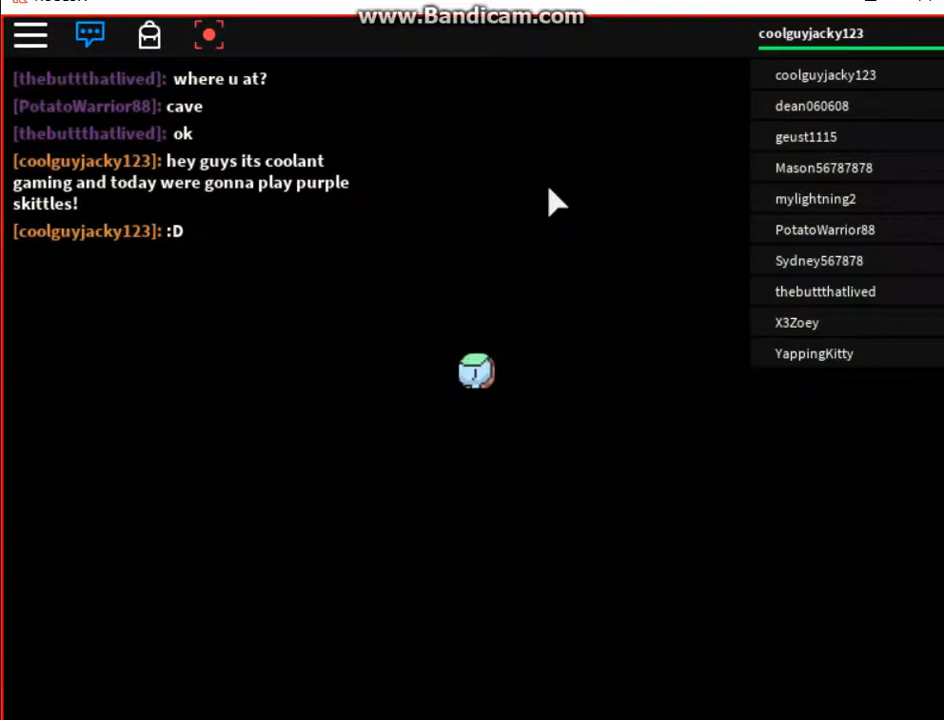 www.Bandicam.com
coolguyjacky123
[thebuttthatlived]: where u at?
[PotatoWarrior88]: cave
[thebuttthatlived]: ok
[coolguyjacky123]: hey guys its coolant
gaming and today were gonna play purple
skittles!
[coolguyjacky123]: :D
coolguyjacky123
dean060608
geust1115
Mason56787878
mylightning2
PotatoWarrior88
Sydney567878
thebuttthatlived
X3Zoey
YappingKitty